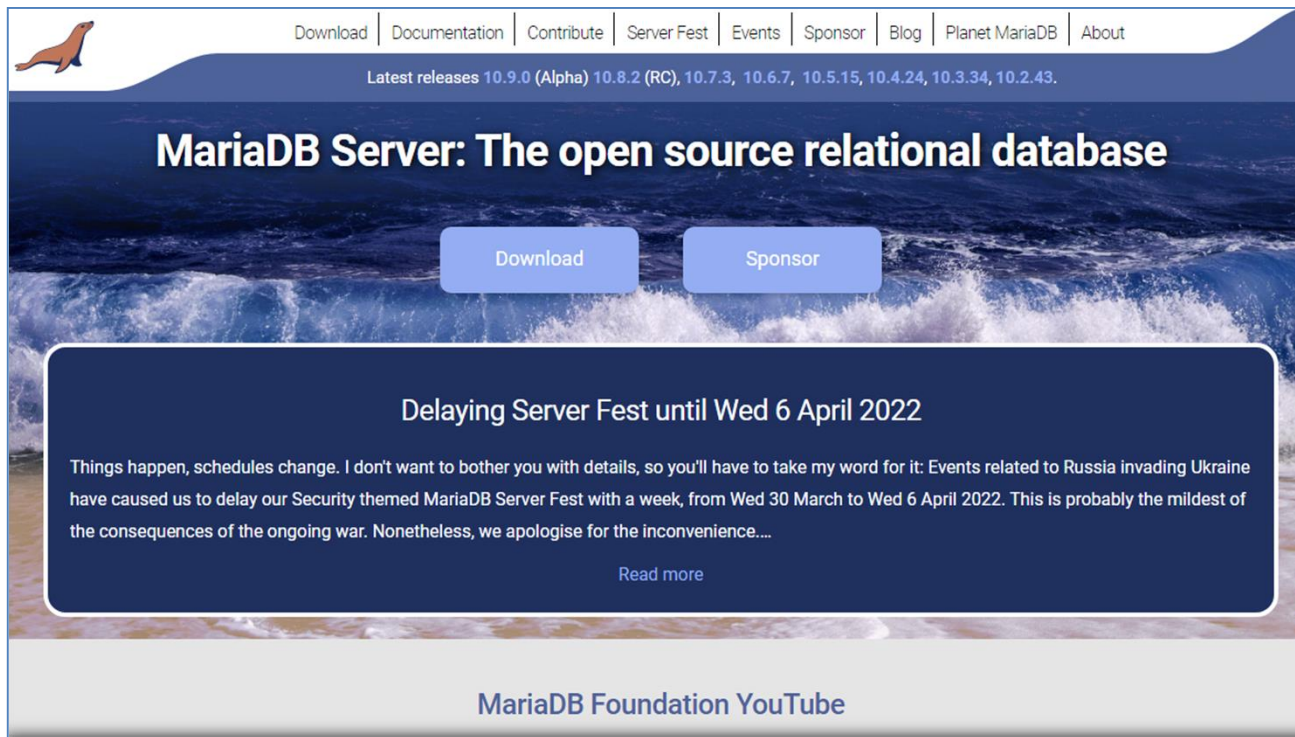 Download Documentation Contribute Server Fest Events Sponsor Blog Planet MariaDB About
Latest releases 10.9.0 (Alpha) 10.8.2 (RC), 10.7.3, 10.6.7, 10.5.15, 10.4.24, 10.3.34, 10.2.43.
MariaDB Server: The open source relational database
Download Sponsor
Delaying Server Fest until Wed 6 April 2022
Things happen, schedules change. I don't want to bother you with details, so you'll have to take my word for it: Events related to Russia invading Ukraine
have caused us to delay our Security themed MariaDB Server Fest with a week, from Wed 30 March to Wed 6 April 2022. This is probably the mildest of
the consequences of the ongoing war. Nonetheless, we apologise for the inconvenience....
Read more
MariaDB Foundation YouTube